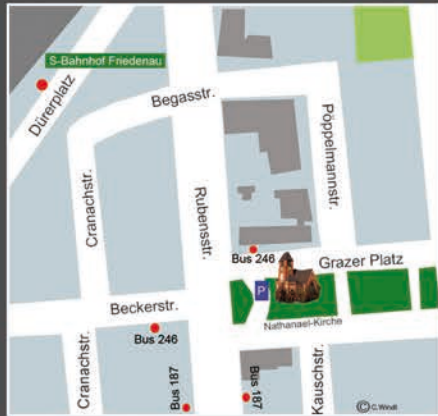 S-Bahnhof Friedenau
Dürerplatz
Begasstr.
Pöppelmannstr.
Cranachstr.
Rubensstr.
Bus 246
Grazer Platz
P
Beckerstr.
Nathanael-Kirche
Bus 246
Cranachstr.
Bus 187
Bus 187
Kauschstr.
© C.Windt